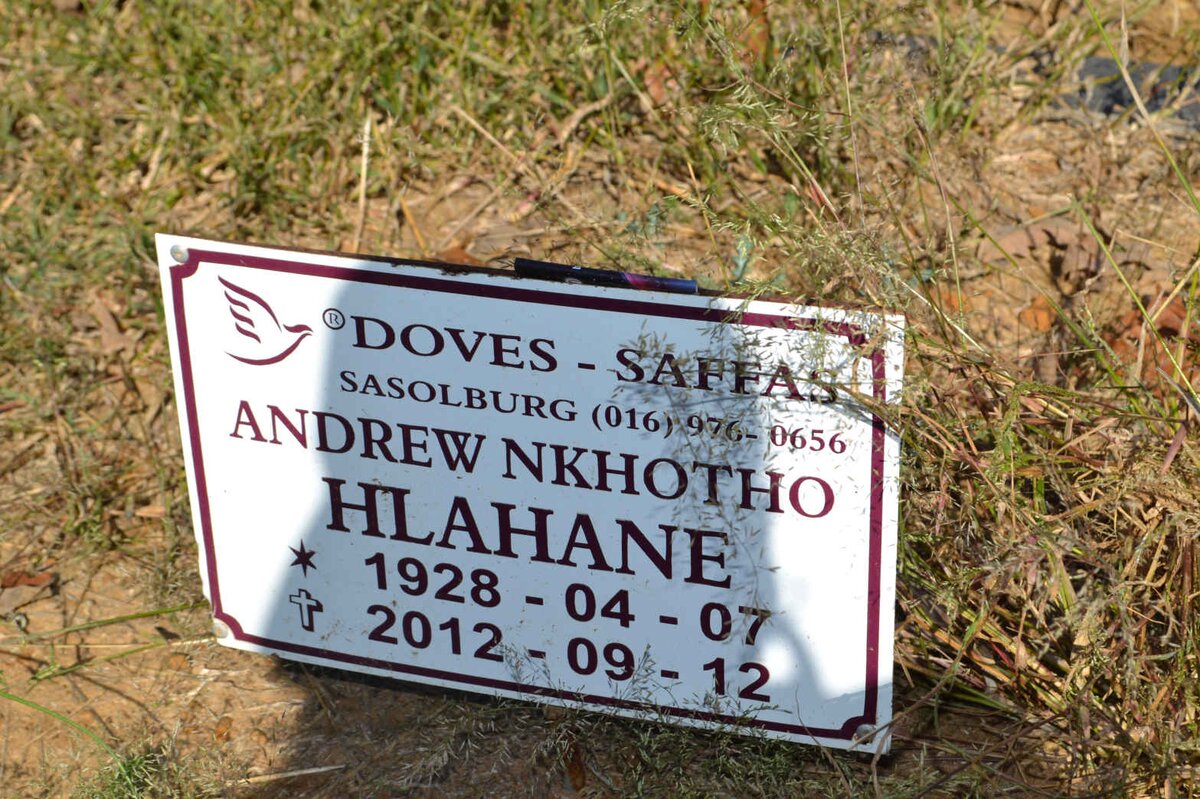 ® DOVES - SAFFAS
SASOLBURG (016) 976- 0656
ANDREW NKHOTHO
HLAHANE
1928 - 04 - 07
2012 - 09 - 12